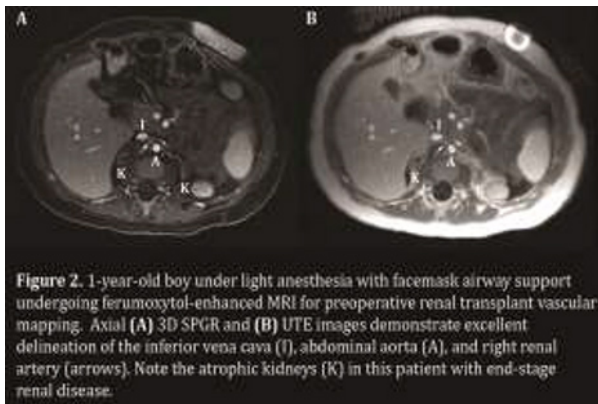 A
B
I
A
K
K
I
A
K
Figure 2. 1-year-old boy under light anesthesia with facemask airway support
undergoing ferumoxytol-enhanced MRI for preoperative renal transplant vascular
mapping. Axial (A) 3D SPGR and (B) UTE images demonstrate excellent
delineation of the inferior vena cava (I), abdominal aorta (A), and right renal
artery (arrows). Note the atrophic kidneys (K) in this patient with end-stage
renal disease.